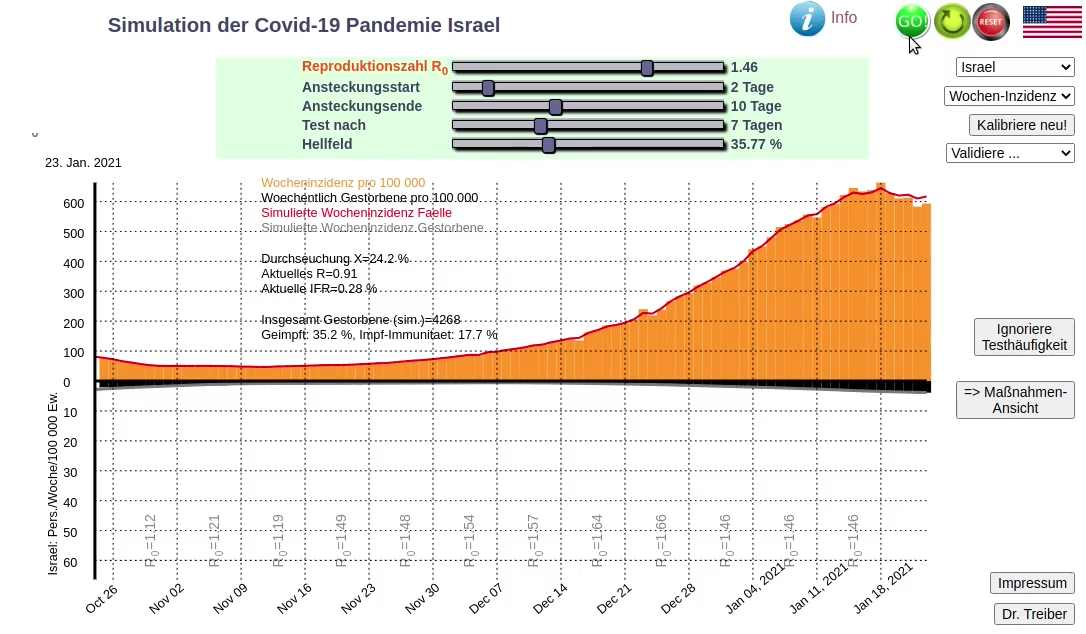 Simulation der Covid-19 Pandemie Israel
Info
GO!
RESET
Reproduktionszahl R0
1.46
Ansteckungsstart
2 Tage
Ansteckungsende
10 Tage
Test nach
7 Tagen
Hellfeld
35.77 %
Israel
Wochen-Inzidenz
Kalibriere neu!
Validiere ...
23. Jan. 2021
Wocheninzidenz pro 100 000
Woechentlich Gestorbene pro 100 000
Simulierte Wocheninzidenz Faelle
Simulierte Wocheninzidenz Gestorbene
Durchseuchung X=24.2 %
Aktuelles R=0.91
Aktuelle IFR=0.28 %
Insgesamt Gestorbene (sim.)=4268
Geimpft: 35.2 %, Impf-Immunitaet: 17.7 %
600
500
400
300
200
100
0
10
20
30
40
50
60
Israel: Pers./Woche/100 000 Ew.
R0=1.12
R0=1.21
R0=1.19
R0=1.49
R0=1.48
R0=1.54
R0=1.57
R0=1.64
R0=1.66
R0=1.46
R0=1.46
R0=1.46
Oct 26
Nov 02
Nov 09
Nov 16
Nov 23
Nov 30
Dec 07
Dec 14
Dec 21
Dec 28
Jan 04, 2021
Jan 11, 2021
Jan 18, 2021
Ignoriere
Testhäufigkeit
=> Maßnahmen-
Ansicht
Impressum
Dr. Treiber